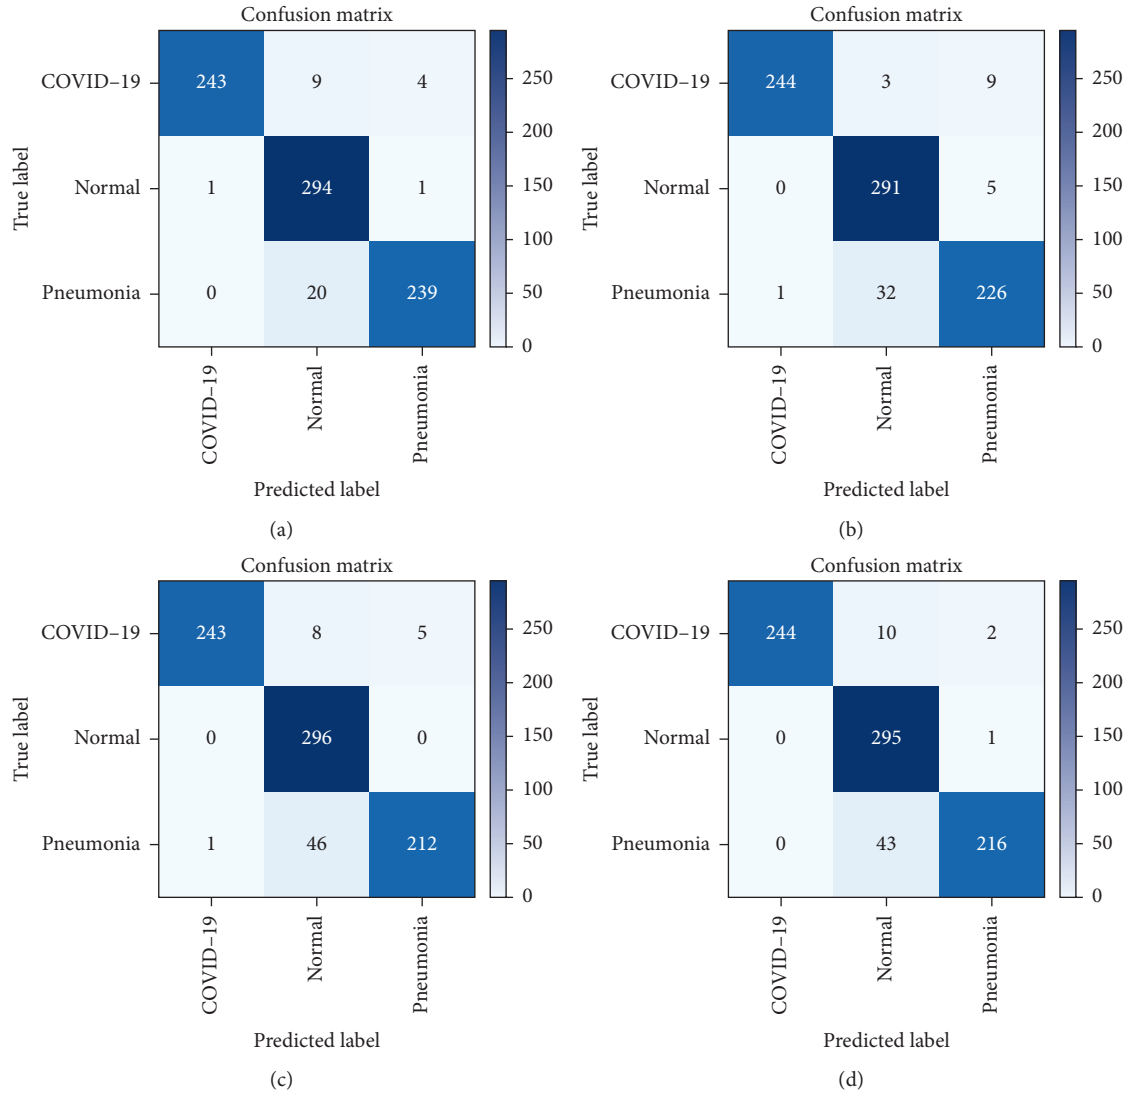 Confusion matrix
COVID–19 243 9 4
Normal 1 294 1
Pneumonia 0 20 239
True label
COVID–19
Normal
Pneumonia
Predicted label
250
200
150
100
50
0
(a)
Confusion matrix
COVID–19 244 3 9
Normal 0 291 5
Pneumonia 1 32 226
True label
COVID–19
Normal
Pneumonia
Predicted label
250
200
150
100
50
0
(b)
Confusion matrix
COVID–19 243 8 5
Normal 0 296 0
Pneumonia 1 46 212
True label
COVID–19
Normal
Pneumonia
Predicted label
250
200
150
100
50
0
(c)
Confusion matrix
COVID–19 244 10 2
Normal 0 295 1
Pneumonia 0 43 216
True label
COVID–19
Normal
Pneumonia
Predicted label
250
200
150
100
50
0
(d)